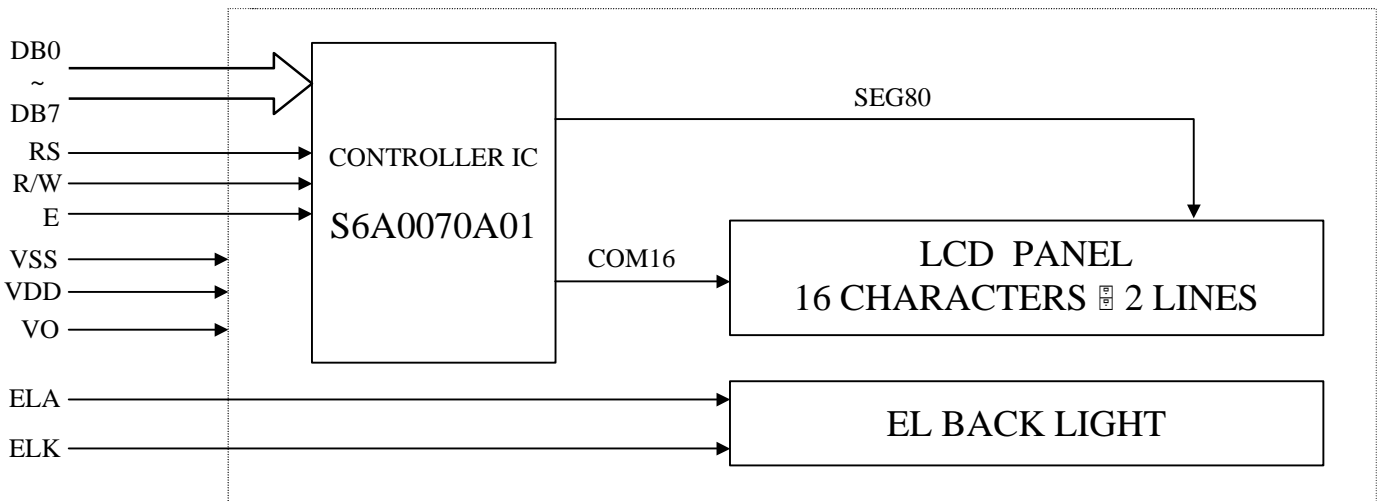 DB0
~
DB7
RS
R/W
E
VSS
VDD
VO
ELA
ELK
CONTROLLER IC
S6A0070A01
SEG80
COM16
LCD PANEL
16 CHARACTERS 2 LINES
EL BACK LIGHT